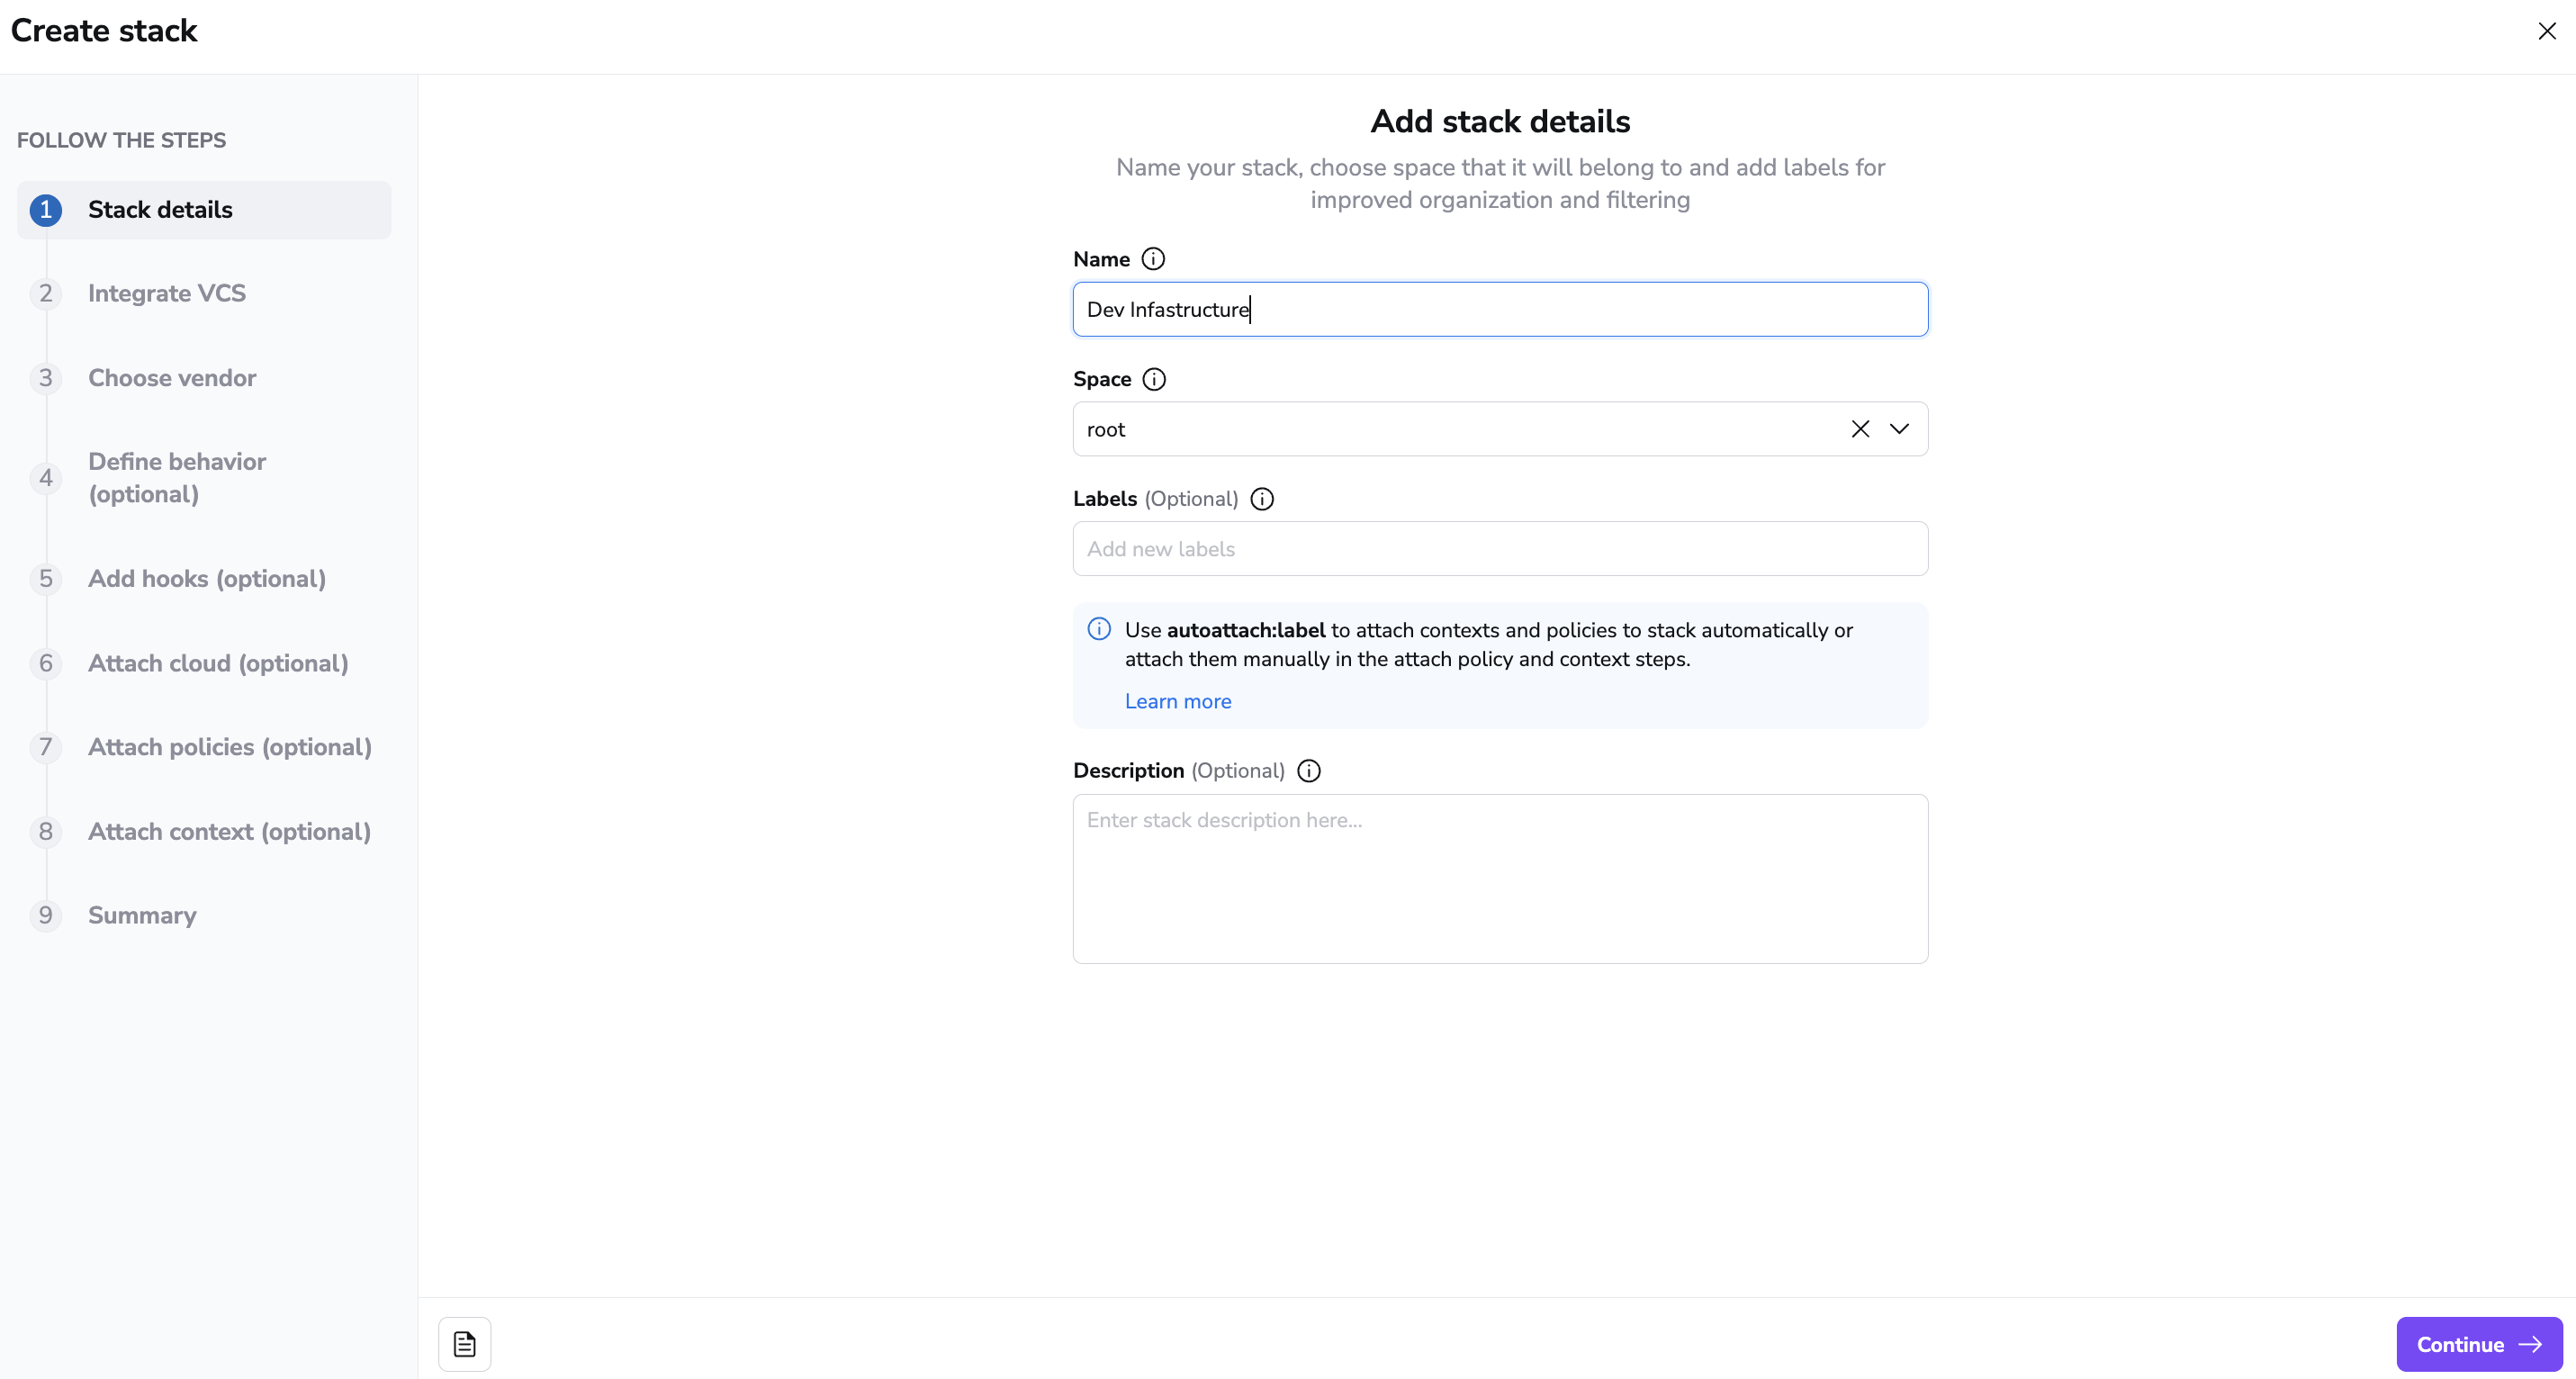 Create stack
FOLLOW THE STEPS
1 Stack details
2 Integrate VCS
3 Choose vendor
4 Define behavior
(optional)
5 Add hooks (optional)
6 Attach cloud (optional)
7 Attach policies (optional)
8 Attach context (optional)
9 Summary
Add stack details
Name your stack, choose space that it will belong to and add labels for
improved organization and filtering
Name
Dev Infastructure
Space
root
Labels (Optional)
Add new labels
Use autoattach:label to attach contexts and policies to stack automatically or
attach them manually in the attach policy and context steps.
Learn more
Description (Optional)
Enter stack description here...
Continue